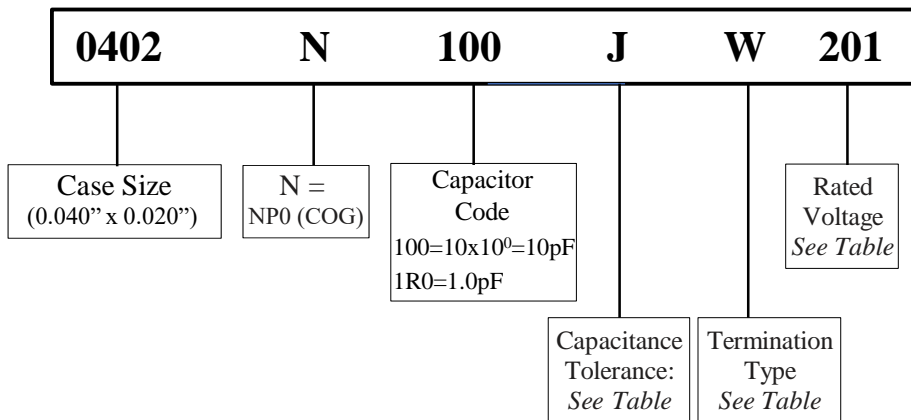 0402 N 100 J W 201
Case Size
(0.040” x 0.020”)
N =
NP0 (COG)
Capacitor
Code
100=10x10⁰=10pF
1R0=1.0pF
Rated
Voltage
See Table
Capacitance
Tolerance:
See Table
Termination
Type
See Table